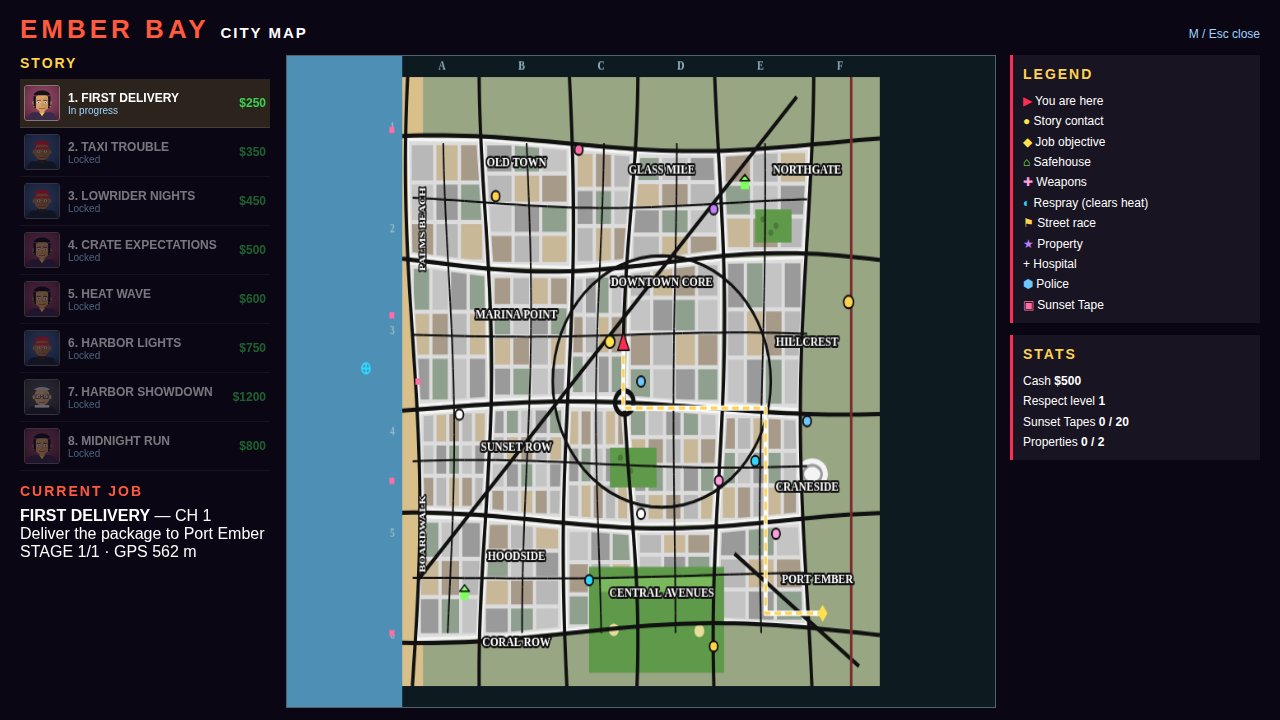 EMBER BAY CITY MAP
M / Esc close
STORY
1. FIRST DELIVERY
In progress
$250
2. TAXI TROUBLE
Locked
$350
3. LOWRIDER NIGHTS
Locked
$450
4. CRATE EXPECTATIONS
Locked
$500
5. HEAT WAVE
Locked
$600
6. HARBOR LIGHTS
Locked
$750
7. HARBOR SHOWDOWN
Locked
$1200
8. MIDNIGHT RUN
Locked
$800
CURRENT JOB
FIRST DELIVERY — CH 1
Deliver the package to Port Ember
STAGE 1/1 · GPS 562 m
A B C D E F
1
2
3
4
5
6
OLD TOWN
GLASS MILE
NORTHGATE
PALMS BEACH
DOWNTOWN CORE
MARINA POINT
HILLCREST
SUNSET ROW
CRANESIDE
BOARDWALK
HOODSIDE
PORT EMBER
CENTRAL AVENUES
CORAL ROW
LEGEND
You are here
Story contact
Job objective
Safehouse
Weapons
Respray (clears heat)
Street race
Property
+ Hospital
Police
Sunset Tape
STATS
Cash $500
Respect level 1
Sunset Tapes 0 / 20
Properties 0 / 2